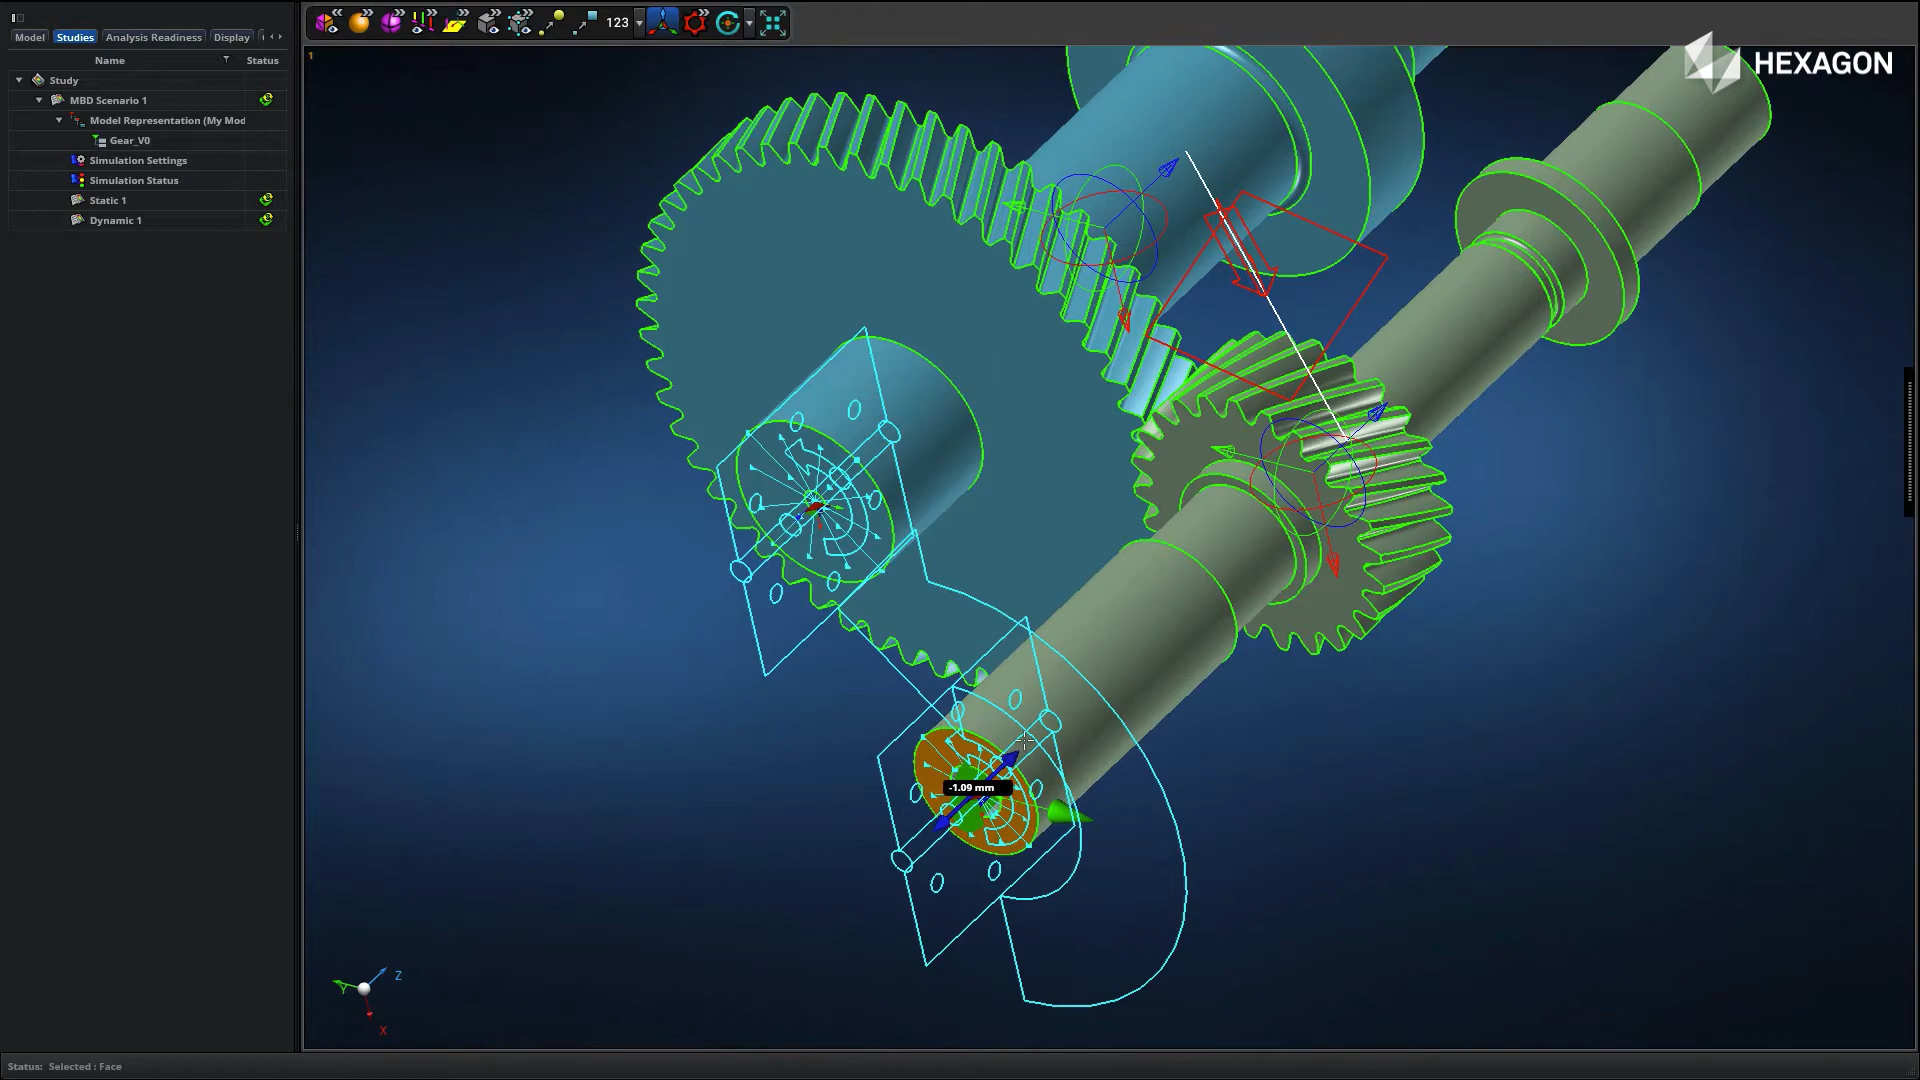 123
Model Studies Analysis Readiness Display
Name Status
Study
MBD Scenario 1
Model Representation (My Mod
Gear_V0
Simulation Settings
Simulation Status
Static 1
Dynamic 1
1
HEXAGON
-1.09 mm
Z
Y
X
Status: Selected : Face